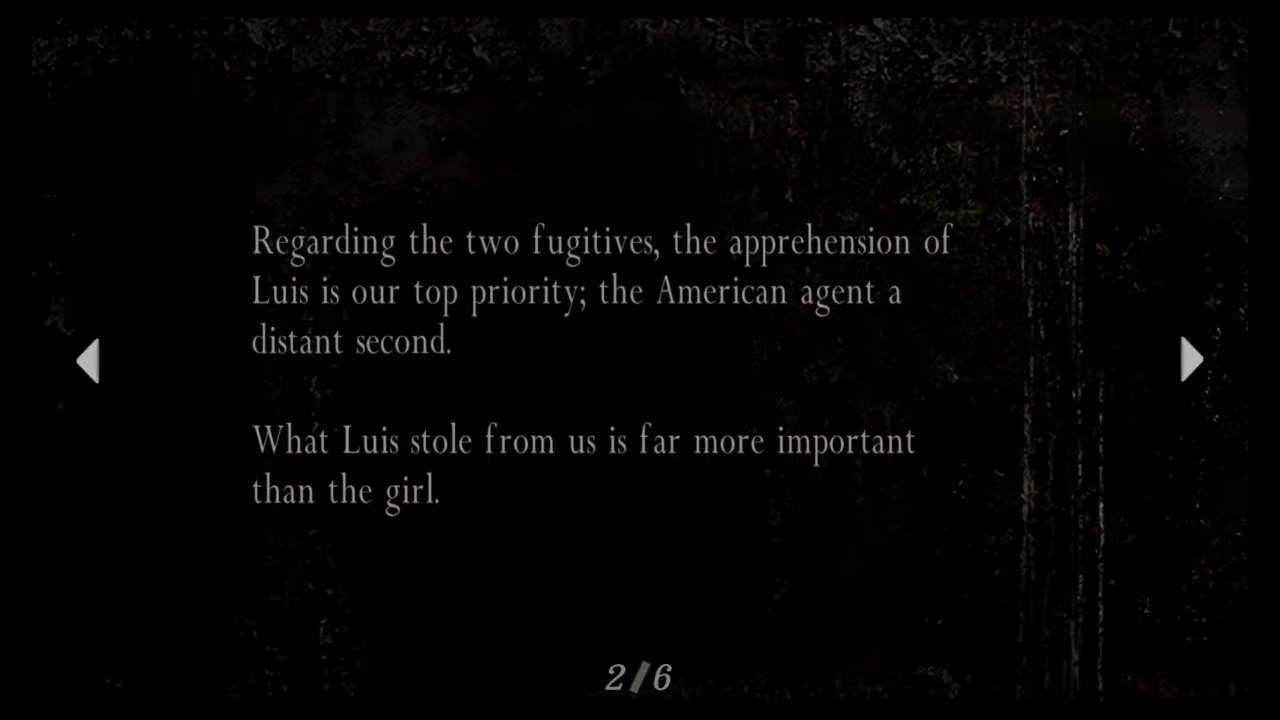 Regarding the two fugitives, the apprehension of
Luis is our top priority; the American agent a
distant second.
What Luis stole from us is far more important
than the girl.
2/6